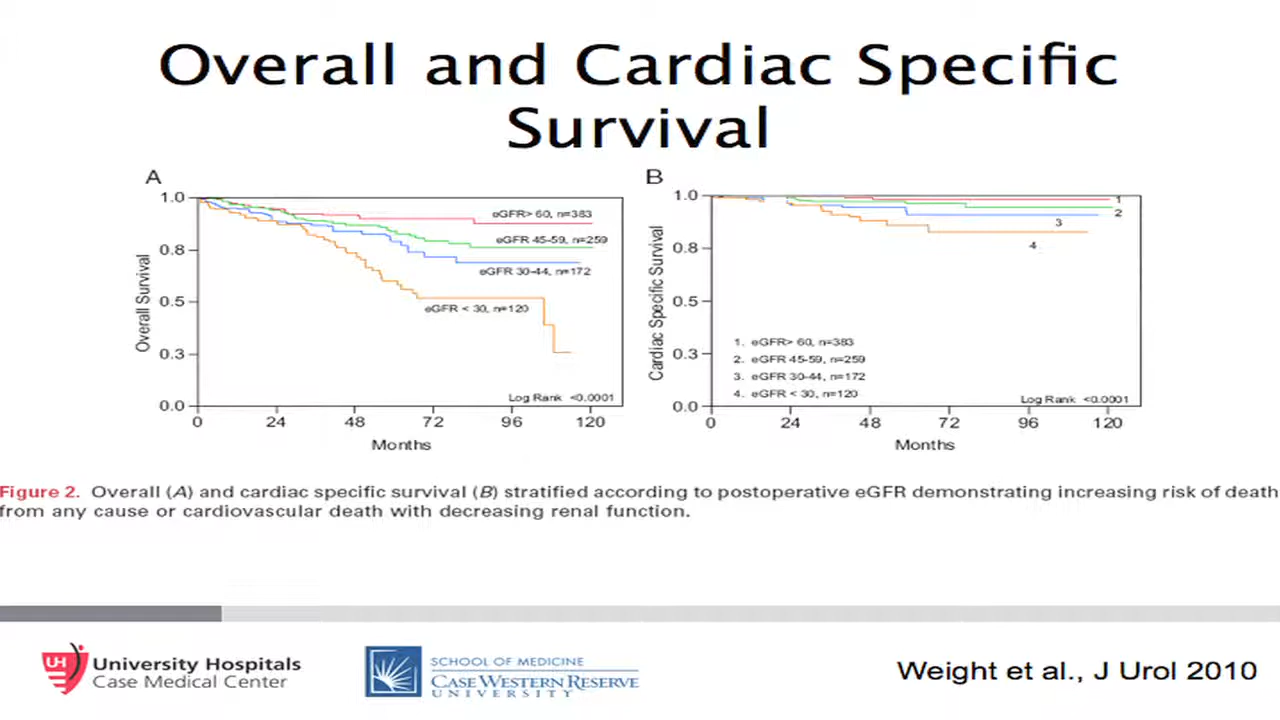 Overall and Cardiac Specific
Survival
A
1.0
0.8
0.5
0.3
0.0
Overall Survival
eGFR> 60, n=383
eGFR 45-59, n=259
eGFR 30-44, n=172
eGFR < 30, n=120
Log Rank <0.0001
0 24 48 72 96 120
Months
B
1.0
0.8
0.5
0.3
0.0
Cardiac Specific Survival
1
2
3
4
1. eGFR> 60, n=383
2. eGFR 45-59, n=259
3. eGFR 30-44, n=172
4. eGFR < 30, n=120
Log Rank <0.0001
0 24 48 72 96 120
Months
Figure 2. Overall (A) and cardiac specific survival (B) stratified according to postoperative eGFR demonstrating increasing risk of death
from any cause or cardiovascular death with decreasing renal function.
UH
University Hospitals
Case Medical Center
SCHOOL OF MEDICINE
CASE WESTERN RESERVE
UNIVERSITY
Weight et al., J Urol 2010